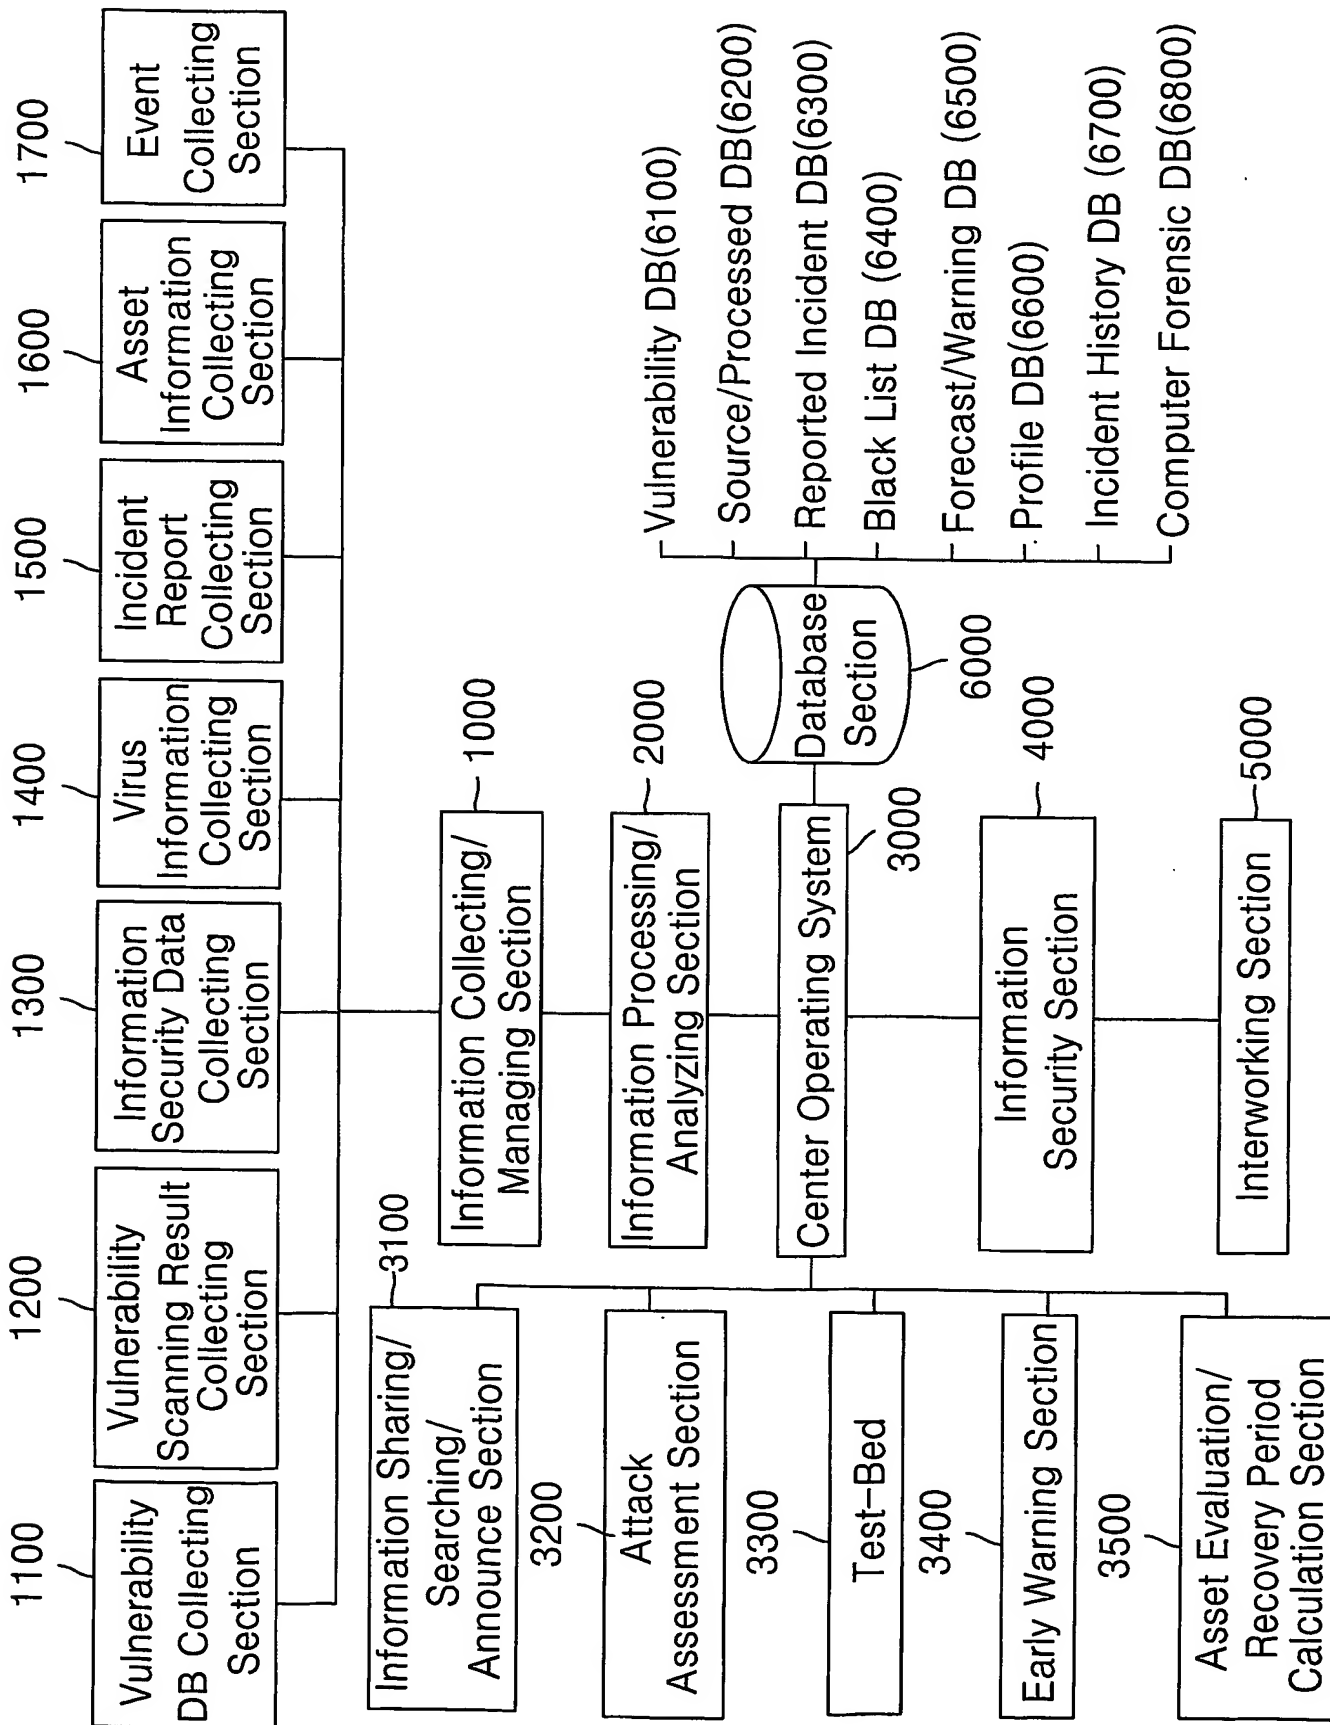 1100
1200
1300
1400
1500
1600
1700
Vulnerability
DB Collecting
Section
Vulnerability
Scanning Result
Collecting
Section
Information
Security Data
Collecting
Section
Virus
Information
Collecting
Section
Incident
Report
Collecting
Section
Asset
Information
Collecting
Section
Event
Collecting
Section
Information Collecting/
Managing Section
1000
Information Processing/
Analyzing Section
2000
Center Operating System
3000
Information
Security Section
4000
Interworking Section
5000
Information Sharing/
Searching/
Announce Section
3100
Attack
Assessment Section
3200
Test-Bed
3300
Early Warning Section
3400
Asset Evaluation/
Recovery Period
Calculation Section
3500
Database
Section
6000
Vulnerability DB(6100)
Source/Processed DB(6200)
Reported Incident DB(6300)
Black List DB (6400)
Forecast/Warning DB (6500)
Profile DB(6600)
Incident History DB (6700)
Computer Forensic DB(6800)